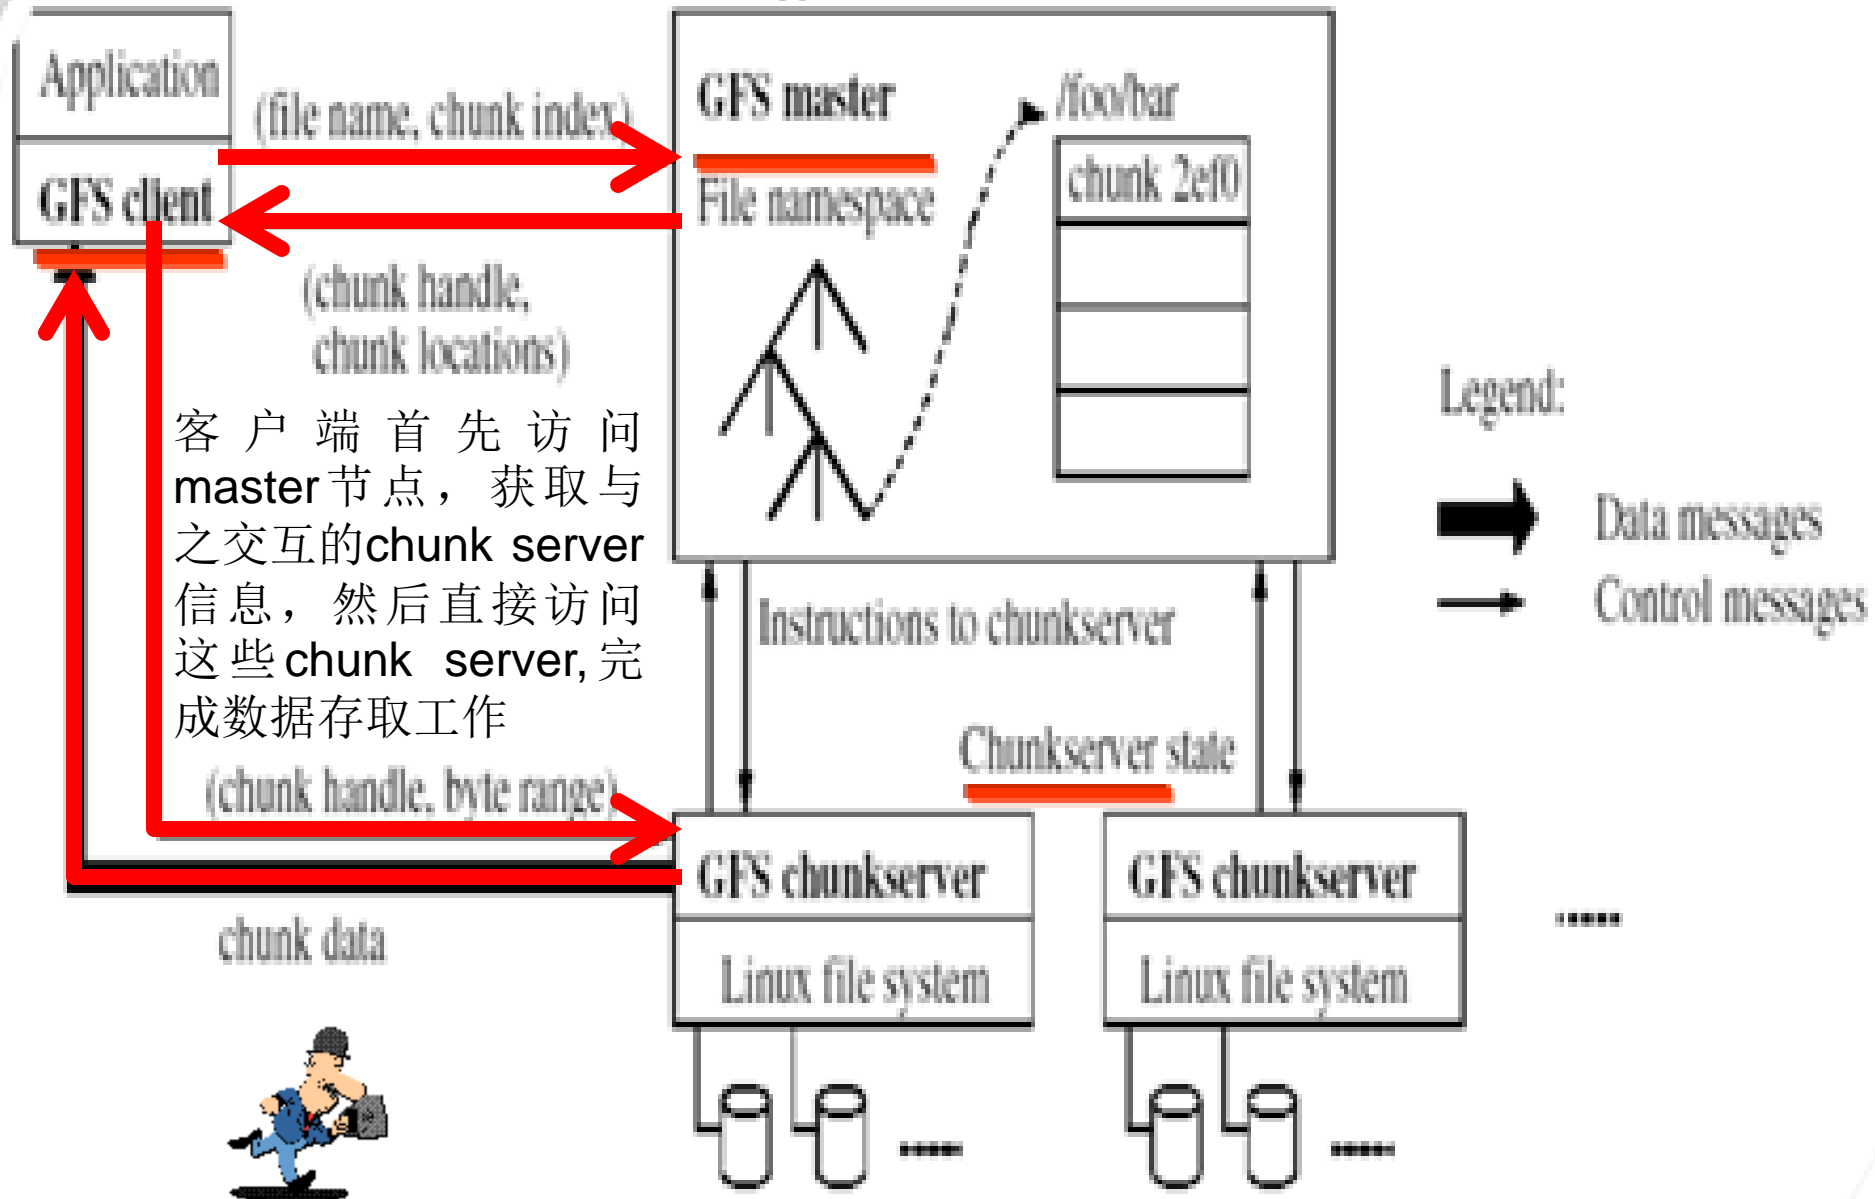 Application
GFS client
(file name, chunk index)
(chunk handle,
chunk locations)
GFS master
File namespace
/foo/bar
chunk 2ef0
客户端首先访问
master节点，获取与
之交互的chunk server
信息，然后直接访问
这些chunk server,完
成数据存取工作
Legend:
Data messages
Control messages
Instructions to chunkserver
Chunkserver state
(chunk handle, byte range)
GFS chunkserver
GFS chunkserver
chunk data
Linux file system
Linux file system